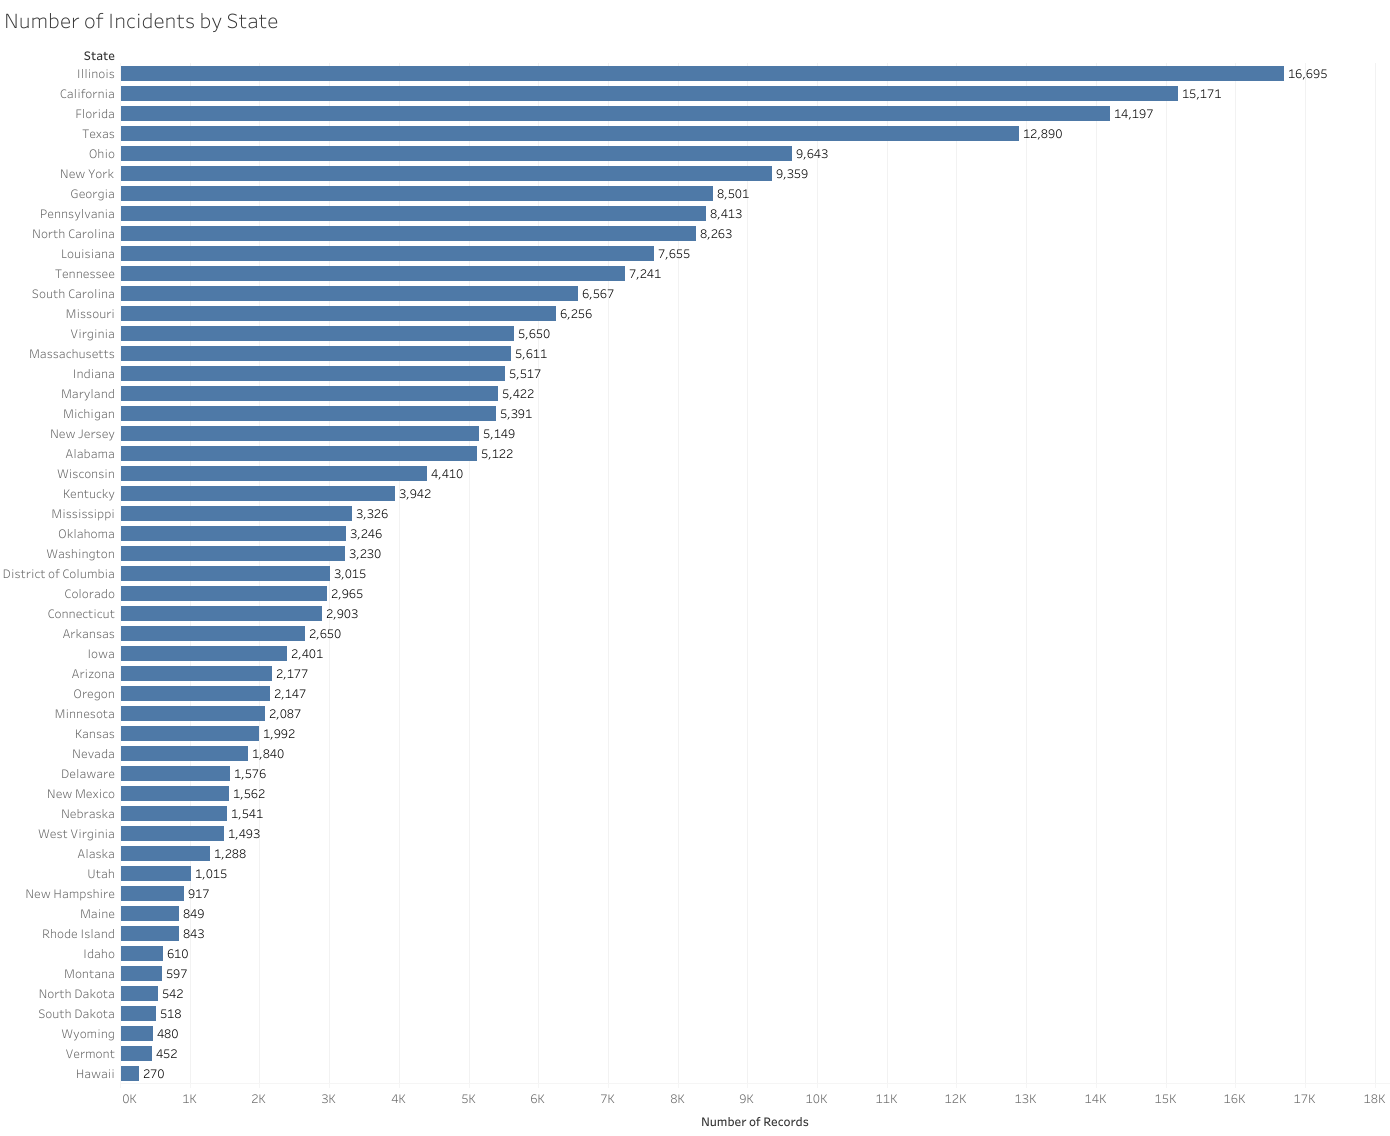 Number of Incidents by State
State
Illinois 16,695
California 15,171
Florida 14,197
Texas 12,890
Ohio 9,643
New York 9,359
Georgia 8,501
Pennsylvania 8,413
North Carolina 8,263
Louisiana 7,655
Tennessee 7,241
South Carolina 6,567
Missouri 6,256
Virginia 5,650
Massachusetts 5,611
Indiana 5,517
Maryland 5,422
Michigan 5,391
New Jersey 5,149
Alabama 5,122
Wisconsin 4,410
Kentucky 3,942
Mississippi 3,326
Oklahoma 3,246
Washington 3,230
District of Columbia 3,015
Colorado 2,965
Connecticut 2,903
Arkansas 2,650
Iowa 2,401
Arizona 2,177
Oregon 2,147
Minnesota 2,087
Kansas 1,992
Nevada 1,840
Delaware 1,576
New Mexico 1,562
Nebraska 1,541
West Virginia 1,493
Alaska 1,288
Utah 1,015
New Hampshire 917
Maine 849
Rhode Island 843
Idaho 610
Montana 597
North Dakota 542
South Dakota 518
Wyoming 480
Vermont 452
Hawaii 270
0K 1K 2K 3K 4K 5K 6K 7K 8K 9K 10K 11K 12K 13K 14K 15K 16K 17K 18K
Number of Records